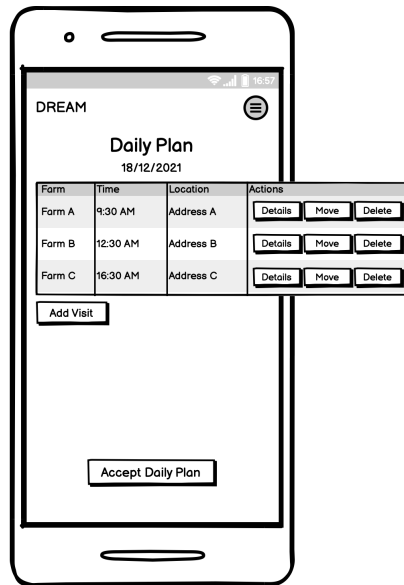 16:57
DREAM
Daily Plan
18/12/2021
Farm Time Location Actions
Farm A 9:30 AM Address A Details Move Delete
Farm B 12:30 AM Address B Details Move Delete
Farm C 16:30 AM Address C Details Move Delete
Add Visit
Accept Daily Plan